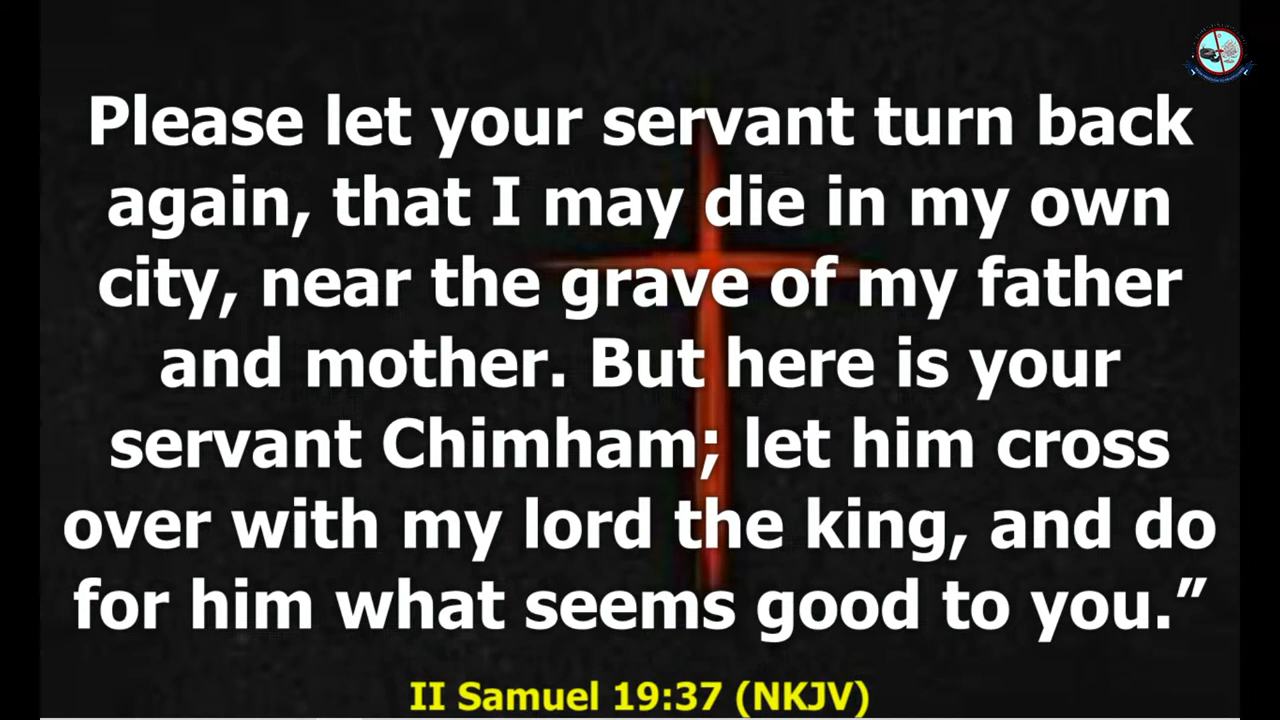 Please let your servant turn back
again, that I may die in my own
city, near the grave of my father
and mother. But here is your
servant Chimham; let him cross
over with my lord the king, and do
for him what seems good to you.”
II Samuel 19:37 (NKJV)